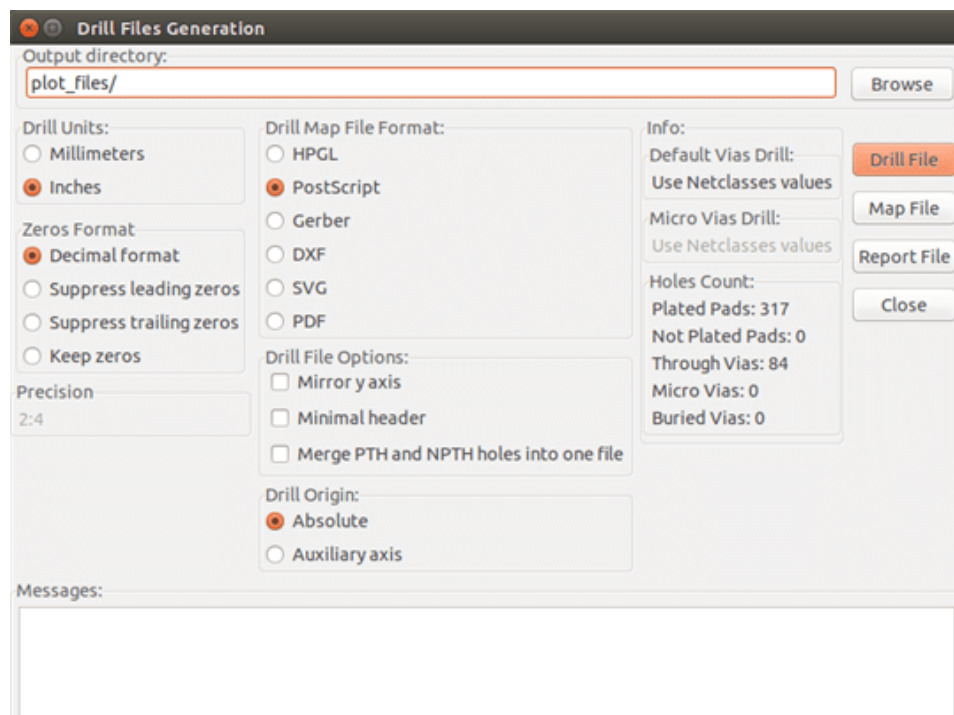 Drill Files Generation
Output directory:
plot_files/
Browse
Drill Units:
Millimeters
Inches
Zeros Format
Decimal format
Suppress leading zeros
Suppress trailing zeros
Keep zeros
Precision
2:4
Drill Map File Format:
HPGL
PostScript
Gerber
DXF
SVG
PDF
Drill File Options:
Mirror y axis
Minimal header
Merge PTH and NPTH holes into one file
Drill Origin:
Absolute
Auxiliary axis
Info:
Default Vias Drill:
Use Netclasses values
Micro Vias Drill:
Use Netclasses values
Holes Count:
Plated Pads: 317
Not Plated Pads: 0
Through Vias: 84
Micro Vias: 0
Buried Vias: 0
Drill File
Map File
Report File
Close
Messages: